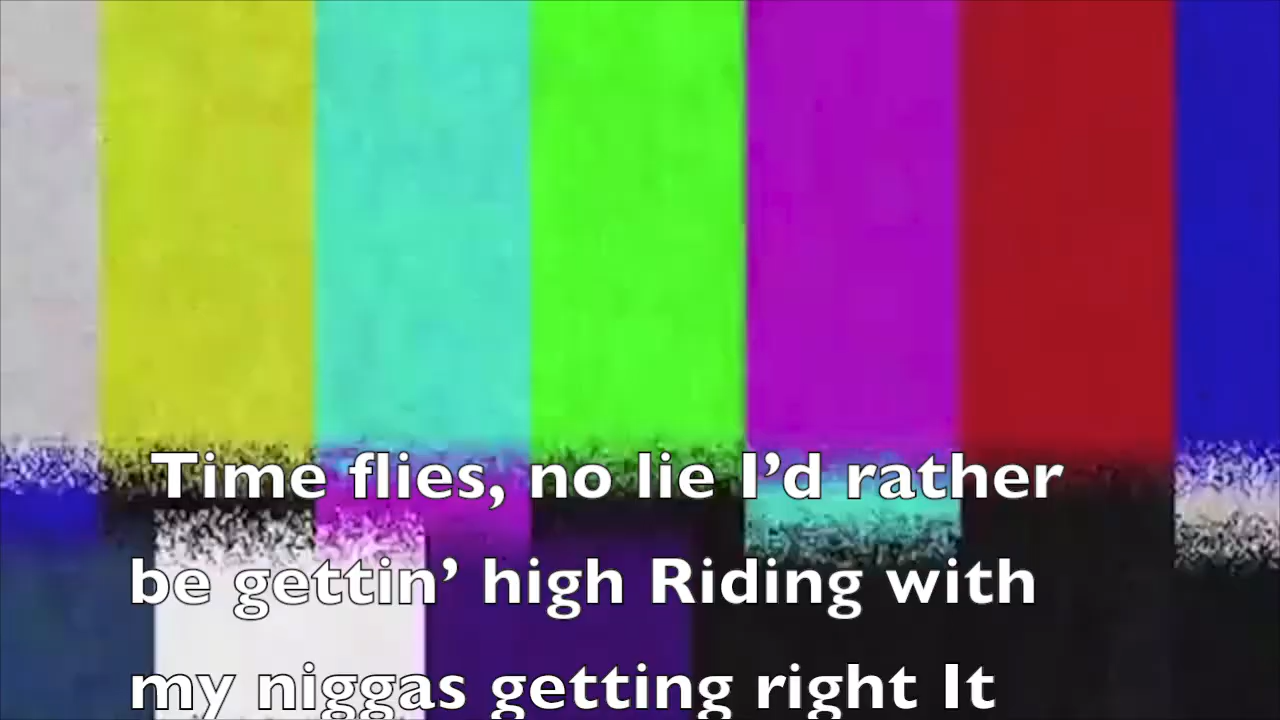 Time flies, no lie I’d rather
be gettin’ high Riding with
my niggas getting right It